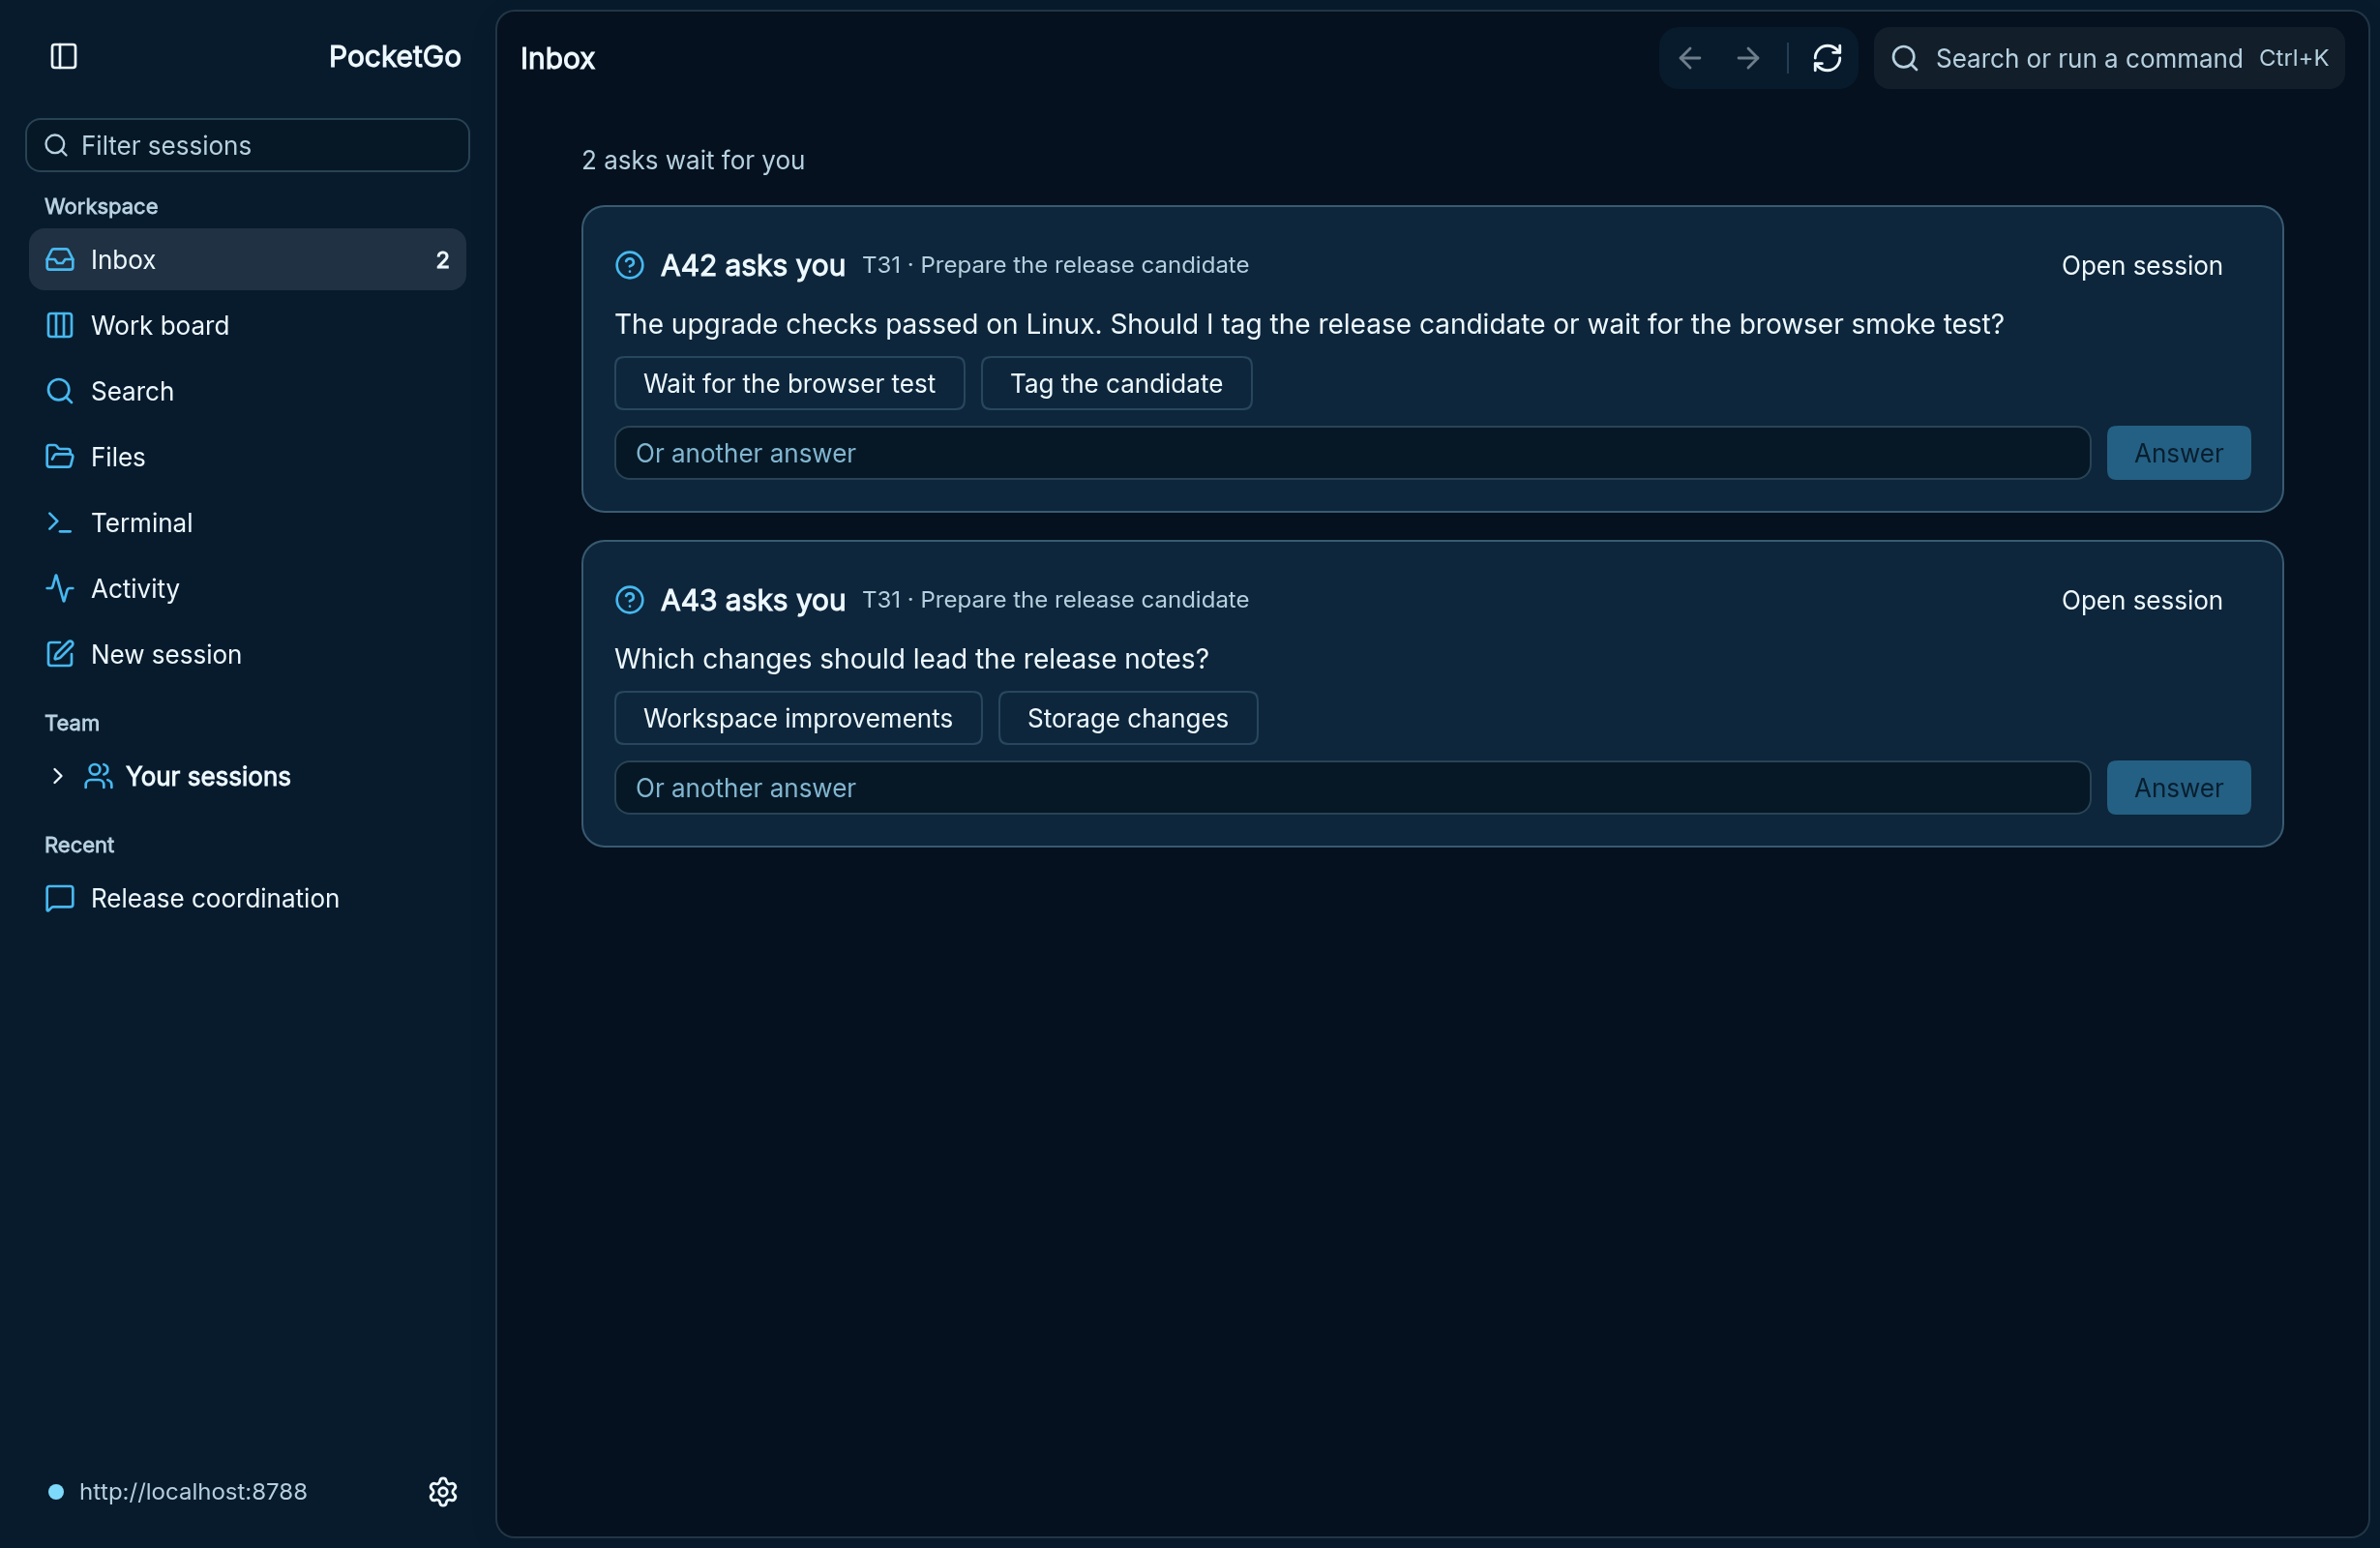 PocketGo
Filter sessions
Workspace
Inbox 2
Work board
Search
Files
Terminal
Activity
New session
Team
Your sessions
Recent
Release coordination
http://localhost:8788
Inbox
Search or run a command Ctrl+K
2 asks wait for you
A42 asks you T31 · Prepare the release candidate Open session
The upgrade checks passed on Linux. Should I tag the release candidate or wait for the browser smoke test?
Wait for the browser test Tag the candidate
Or another answer Answer
A43 asks you T31 · Prepare the release candidate Open session
Which changes should lead the release notes?
Workspace improvements Storage changes
Or another answer Answer